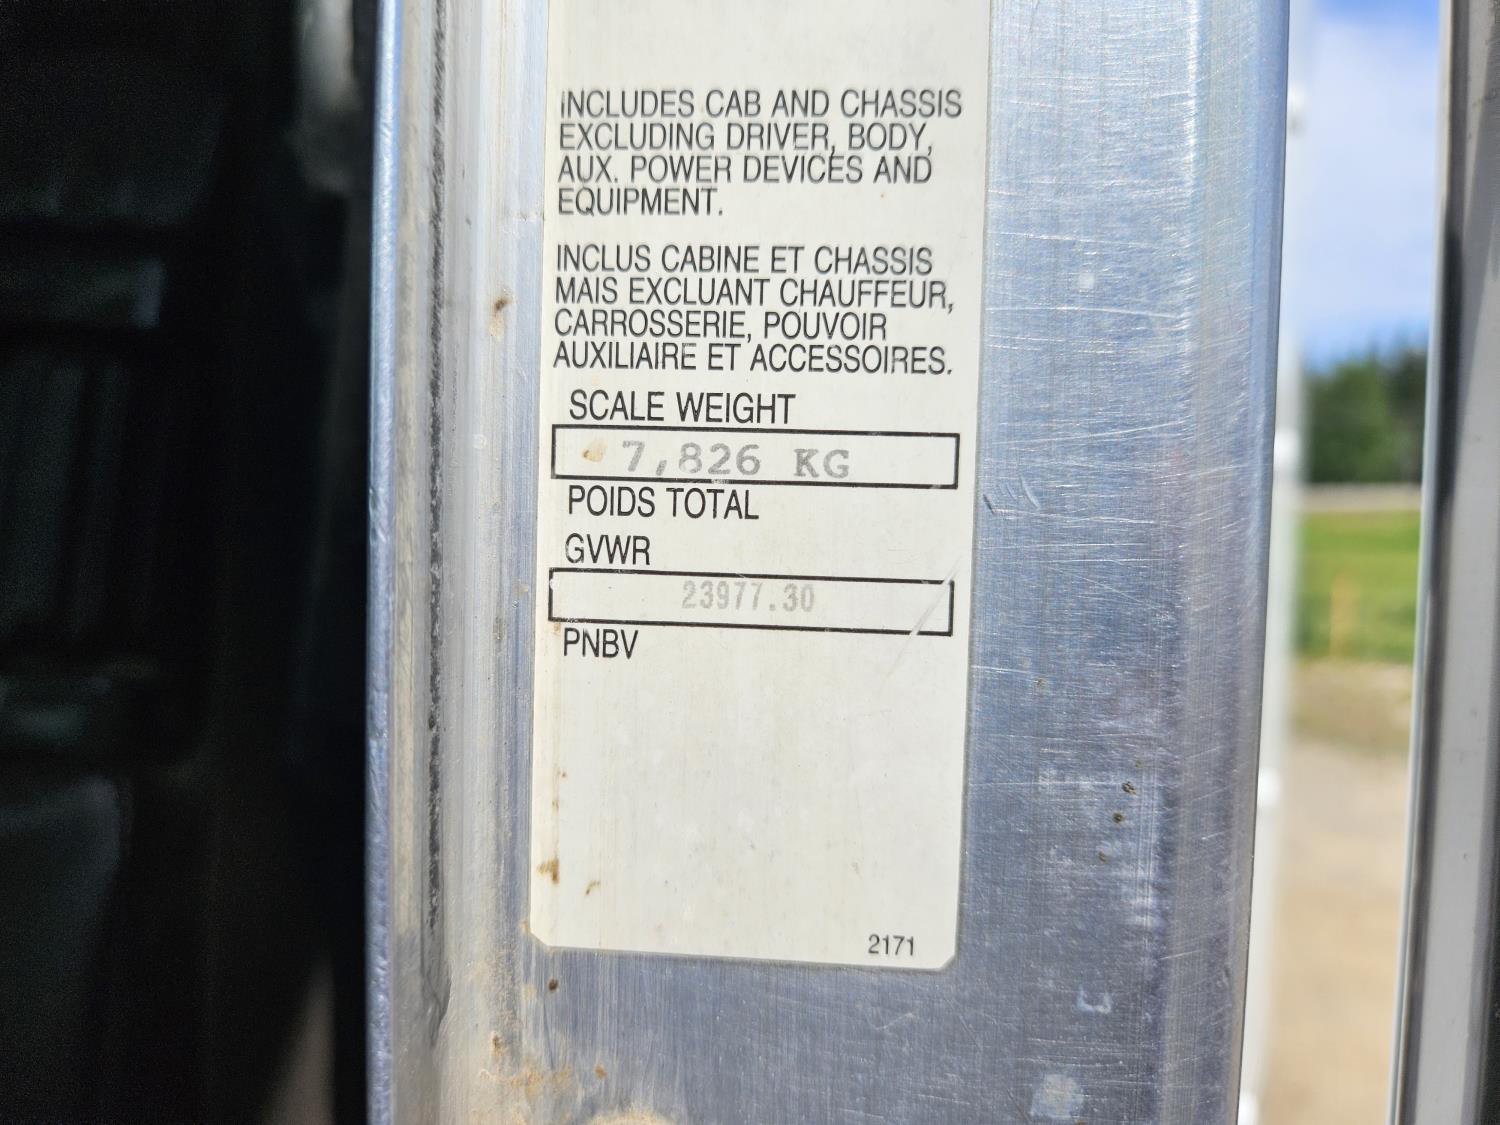 INCLUDES CAB AND CHASSIS
EXCLUDING DRIVER, BODY,
AUX. POWER DEVICES AND
EQUIPMENT.
INCLUS CABINE ET CHASSIS
MAIS EXCLUANT CHAUFFEUR,
CARROSSERIE, POUVOIR
AUXILIAIRE ET ACCESSOIRES.
SCALE WEIGHT
7,826 KG
POIDS TOTAL
GVWR
23977.30
PNBV
2171